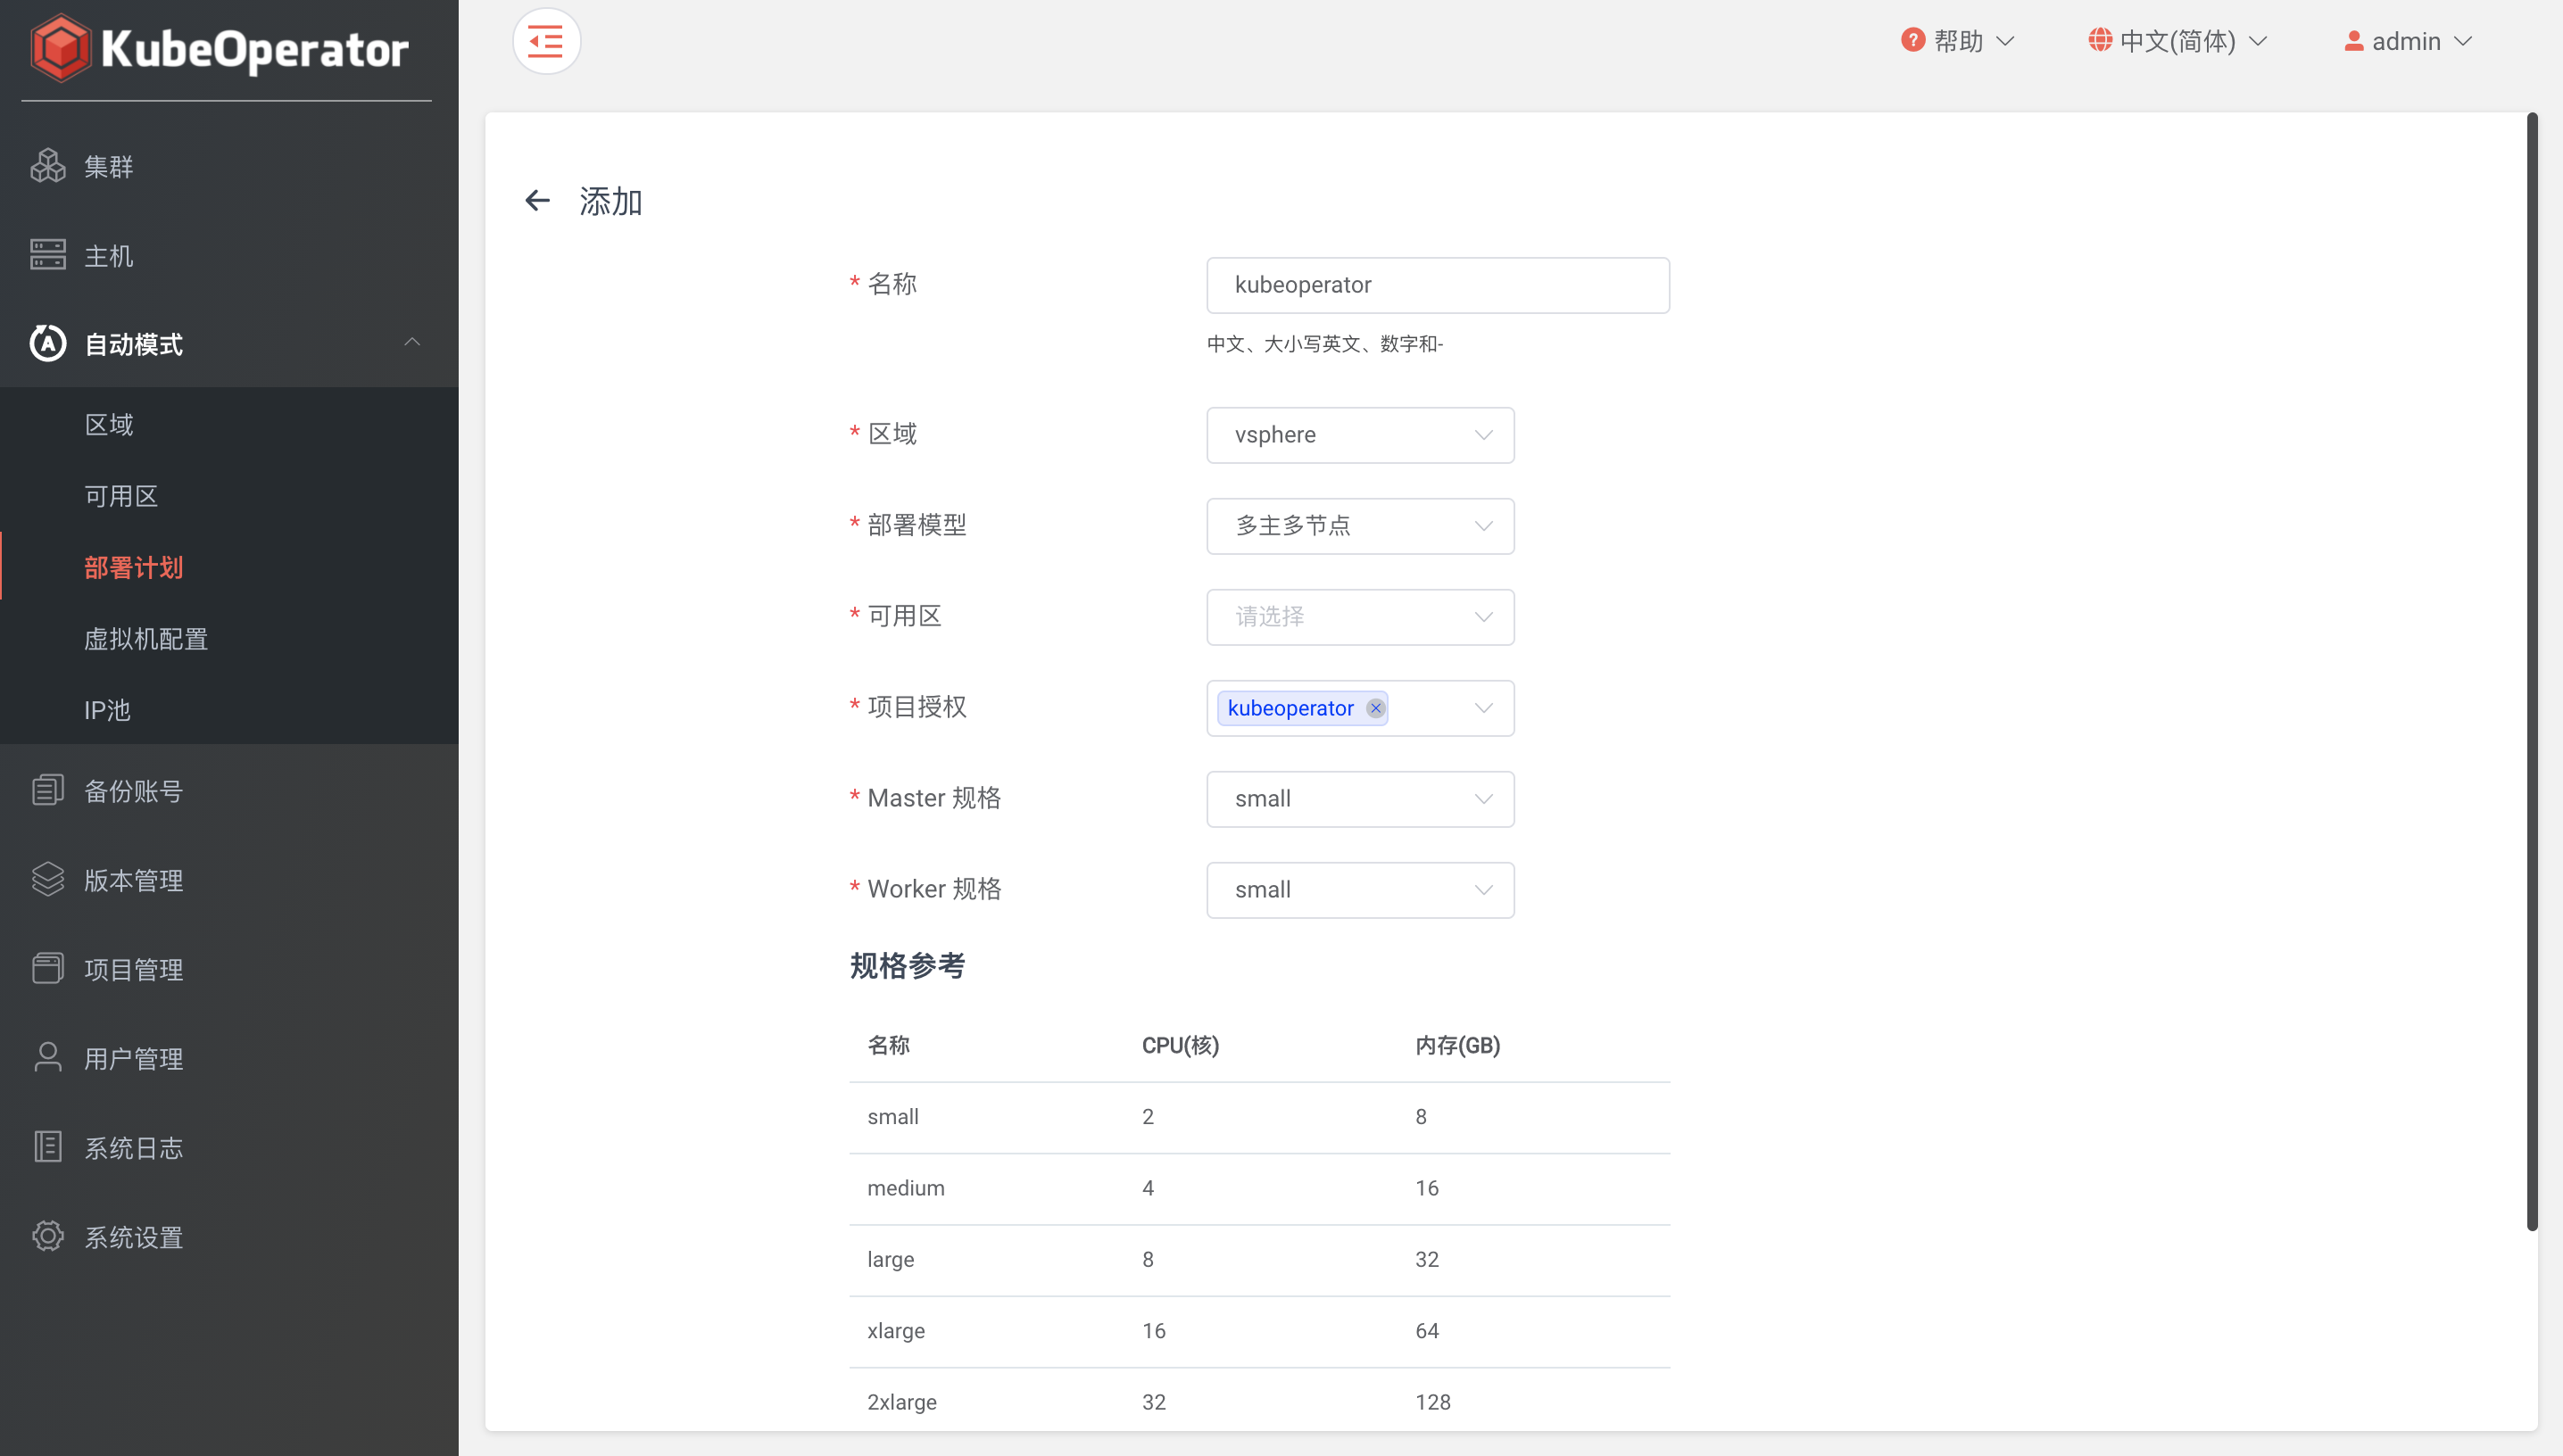 KubeOperator
帮助
中文(简体)
admin
集群
主机
自动模式
区域
可用区
部署计划
虚拟机配置
IP池
备份账号
版本管理
项目管理
用户管理
系统日志
系统设置
添加
* 名称 kubeoperator
中文、大小写英文、数字和-
* 区域 vsphere
* 部署模型 多主多节点
* 可用区 请选择
* 项目授权 kubeoperator
* Master 规格 small
* Worker 规格 small
规格参考
名称 CPU(核) 内存(GB)
small 2 8
medium 4 16
large 8 32
xlarge 16 64
2xlarge 32 128